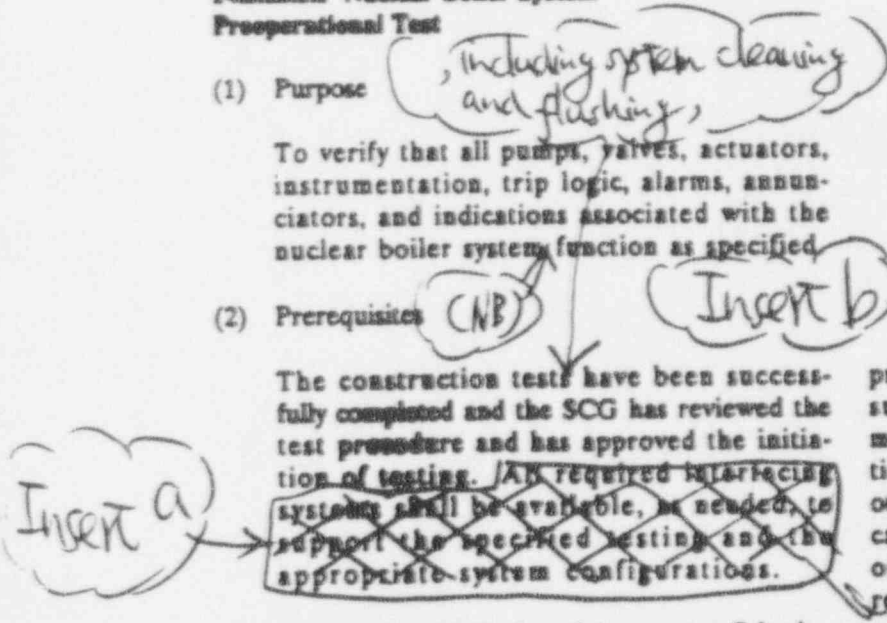 Preoperational Test
, including system cleaning
and flushing,
(1) Purpose
To verify that all pumps, valves, actuators,
instrumentation, trip logic, alarms, annun-
ciators, and indications associated with the
nuclear boiler system function as specified
(2) Prerequisites
(NB)
Insert b
The construction tests have been success-
fully completed and the SCG has reviewed the
test procedure and has approved the initia-
tion of testing. All required interfacing
systems shall be available, as needed, to
support the specified testing and the
appropriate system configurations.
Insert a